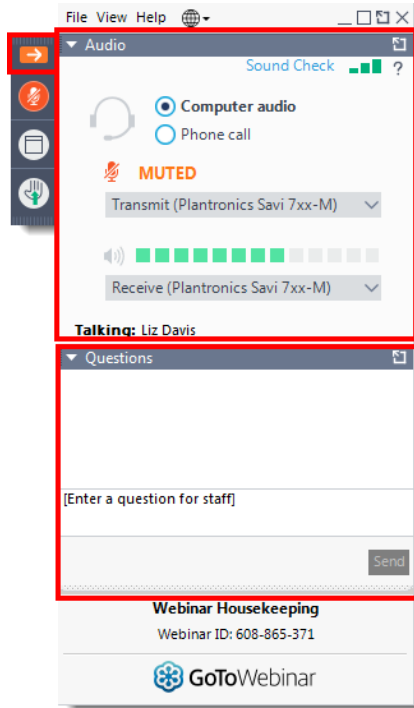 File View Help
Audio
Sound Check ?
Computer audio
Phone call
MUTED
Transmit (Plantronics Savi 7xx-M)
Receive (Plantronics Savi 7xx-M)
Talking: Liz Davis
Questions
[Enter a question for staff]
Send
Webinar Housekeeping
Webinar ID: 608-865-371
GoToWebinar